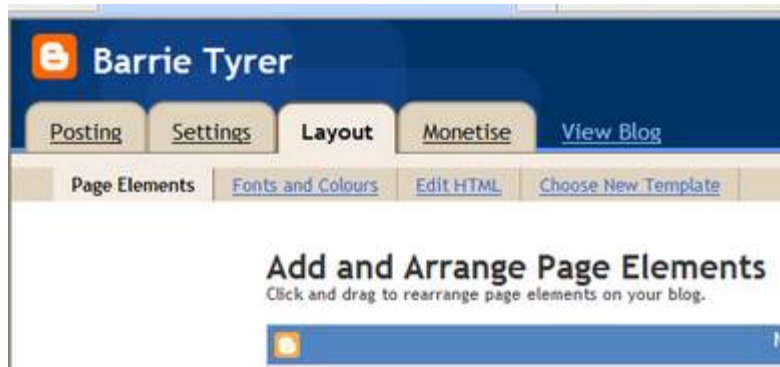 Barrie Tyrer
Posting Settings Layout Monetise View Blog
Page Elements Fonts and Colours Edit HTML Choose New Template
Add and Arrange Page Elements
Click and drag to rearrange page elements on your blog.